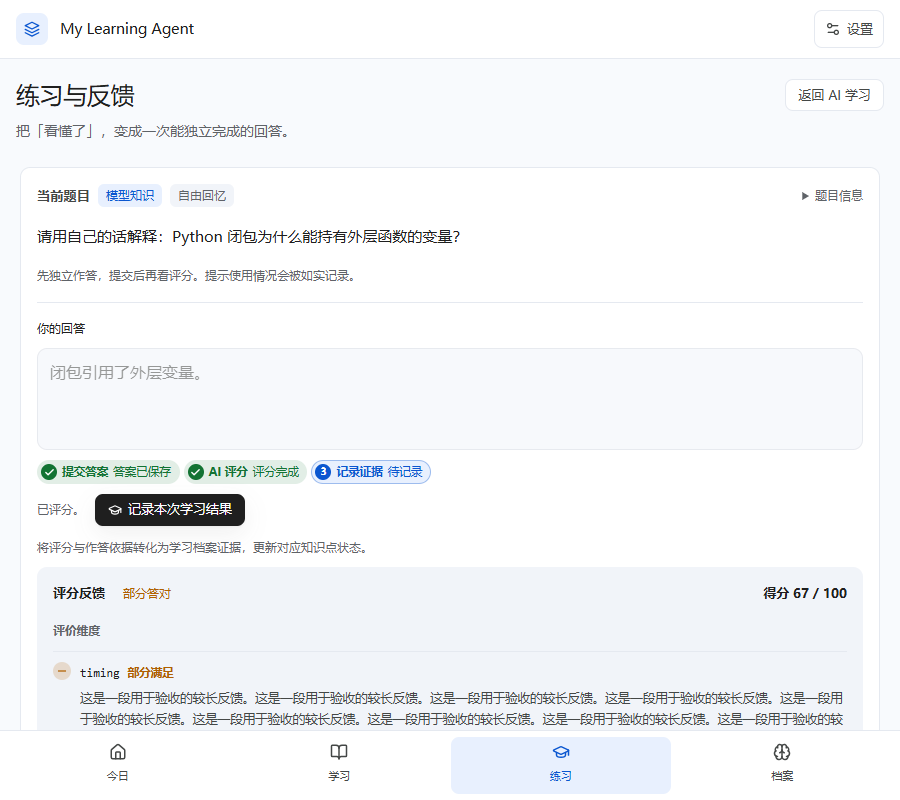 My Learning Agent
设置
练习与反馈
返回 AI 学习
把「看懂了」，变成一次能独立完成的回答。
当前题目 模型知识 自由回忆
题目信息
请用自己的话解释：Python 闭包为什么能持有外层函数的变量？
先独立作答，提交后再看评分。提示使用情况会被如实记录。
你的回答
闭包引用了外层变量。
提交答案 答案已保存 AI 评分 评分完成 3 记录证据 待记录
已评分。 记录本次学习结果
将评分与作答依据转化为学习档案证据，更新对应知识点状态。
评分反馈 部分答对 得分 67 / 100
评价维度
timing 部分满足
这是一段用于验收的较长反馈。这是一段用于验收的较长反馈。这是一段用于验收的较长反馈。这是一段用于验收的较长反馈。这是一段用
于验收的较长反馈。这是一段用于验收的较长反馈。这是一段用于验收的较长反馈。这是一段用于验收的较长反馈。这是一段用于验收的较
今日 学习 练习 档案